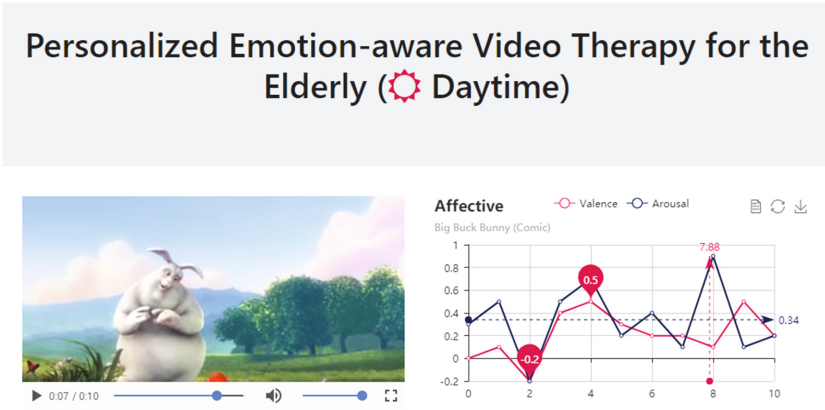 Personalized Emotion-aware Video Therapy for the
Elderly ( Daytime)
Affective
Valence
Arousal
Big Buck Bunny (Comic)
7.88
1
0.8
0.6
0.5
0.4
0.34
0.2
0
-0.2
-0.2
0 2 4 6 8 10
0:07 / 0:10